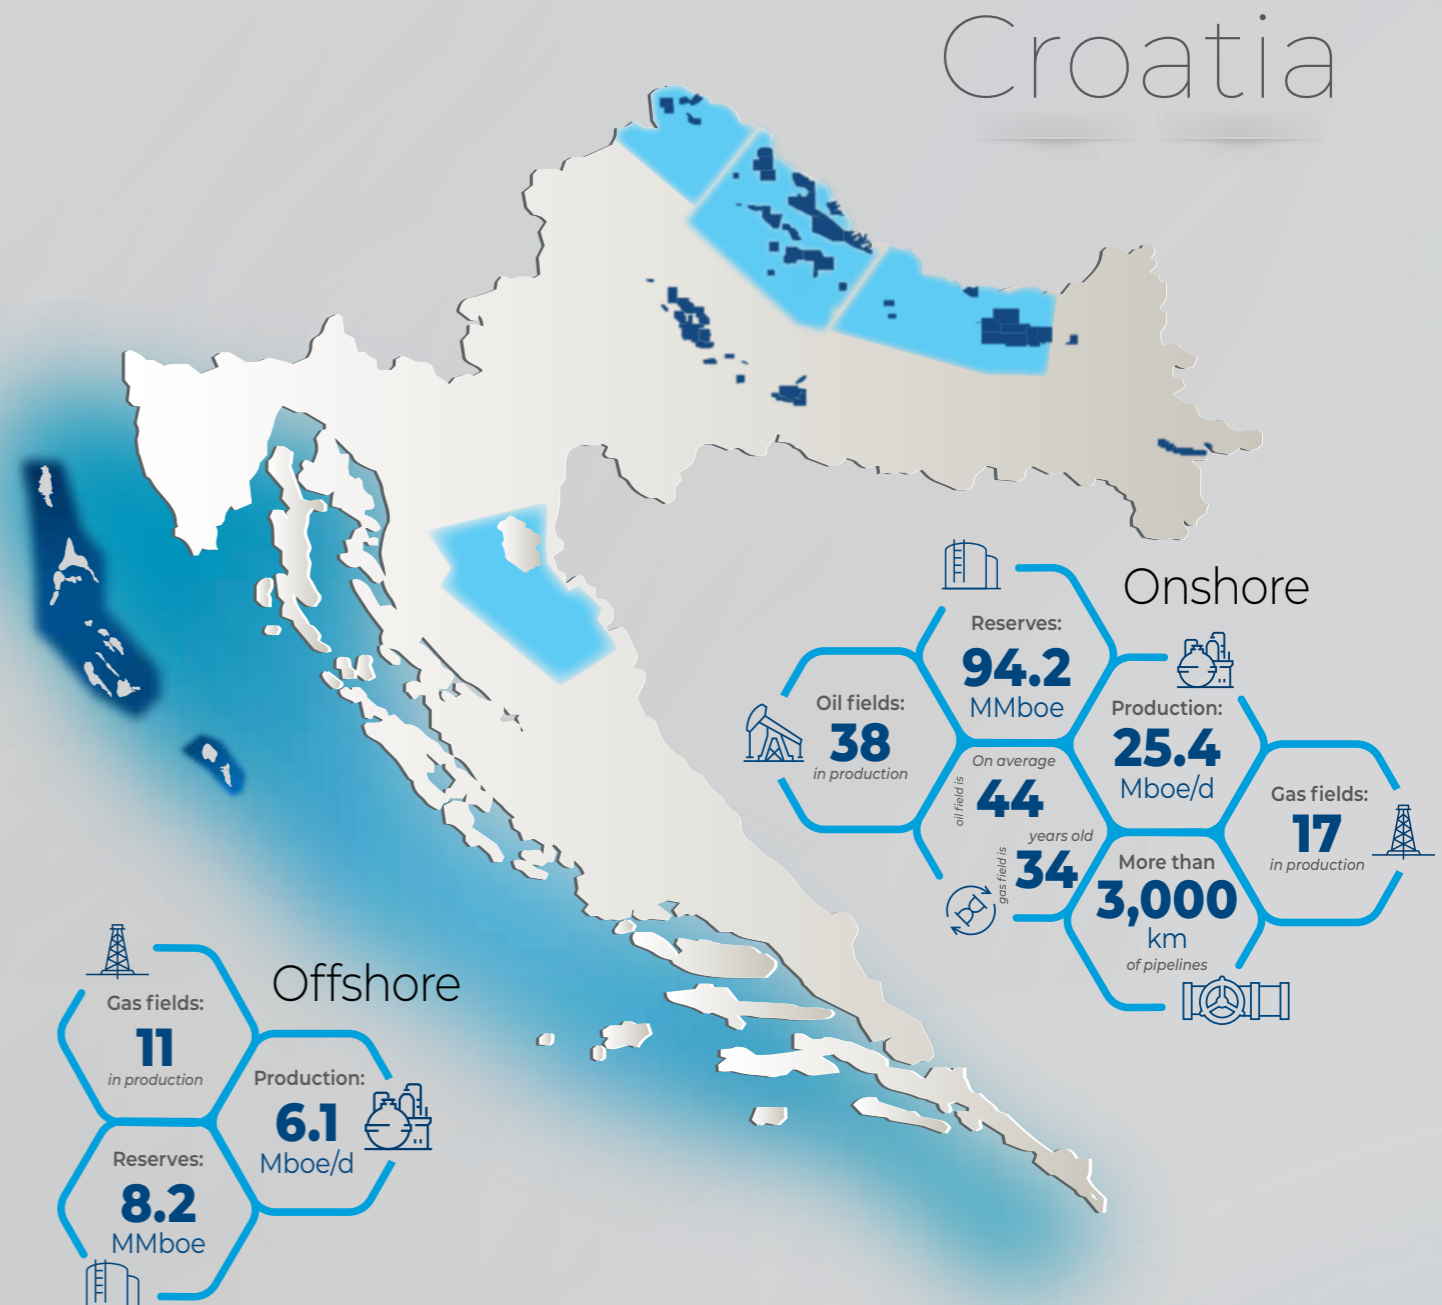 Croatia
Onshore
Reserves:
94.2
MMboe
Oil fields:
38
in production
Production:
25.4
Mboe/d
On average
oil field is
44
years old
gas field is
34
Gas fields:
17
in production
More than
3,000
km
of pipelines
Offshore
Gas fields:
11
in production
Production:
6.1
Mboe/d
Reserves:
8.2
MMboe